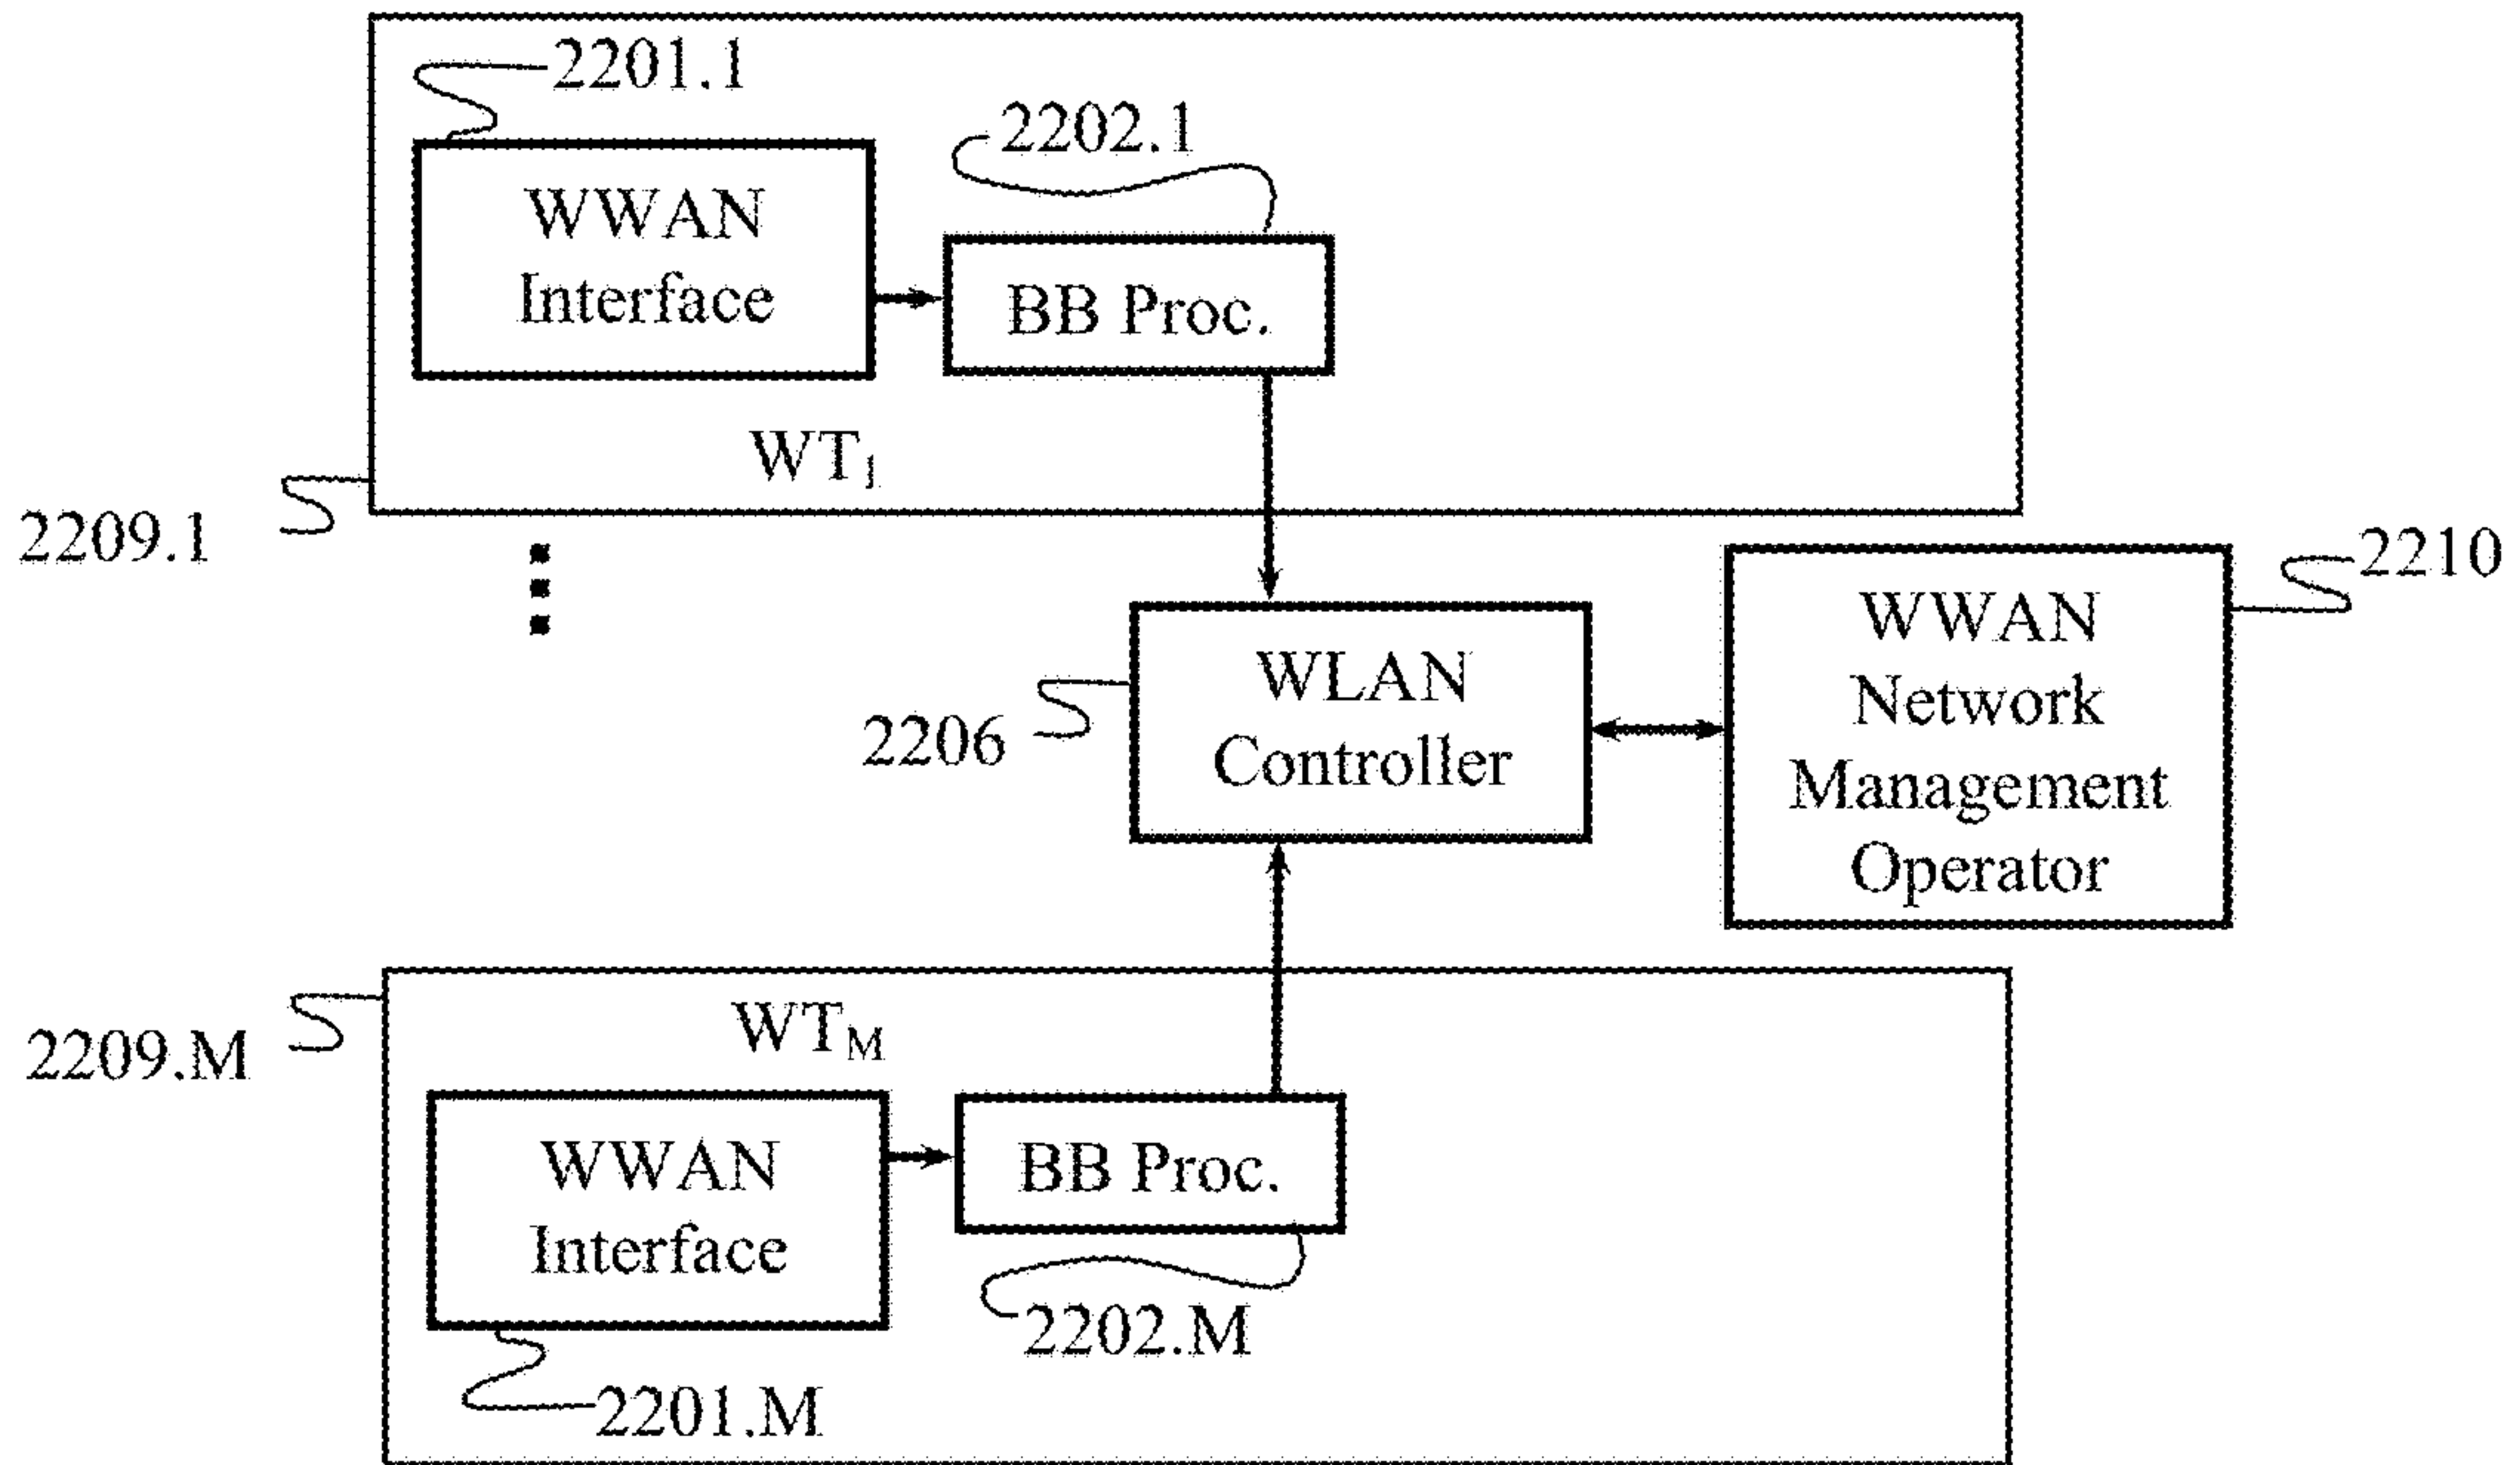 2201.1
2202.1
WWAN
Interface
BB Proc.
WT1
2209.1
2210
WWAN
Network
Management
Operator
WLAN
Controller
2206
2209.M
WTM
WWAN
Interface
BB Proc.
2202.M
2201.M